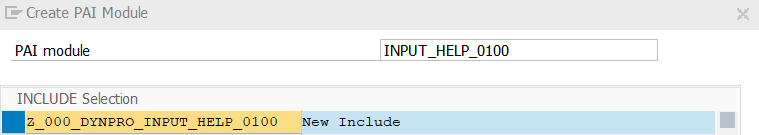 Create PAI Module
PAI module INPUT_HELP_0100
INCLUDE Selection
Z_000_DYNPRO_INPUT_HELP_0100 New Include